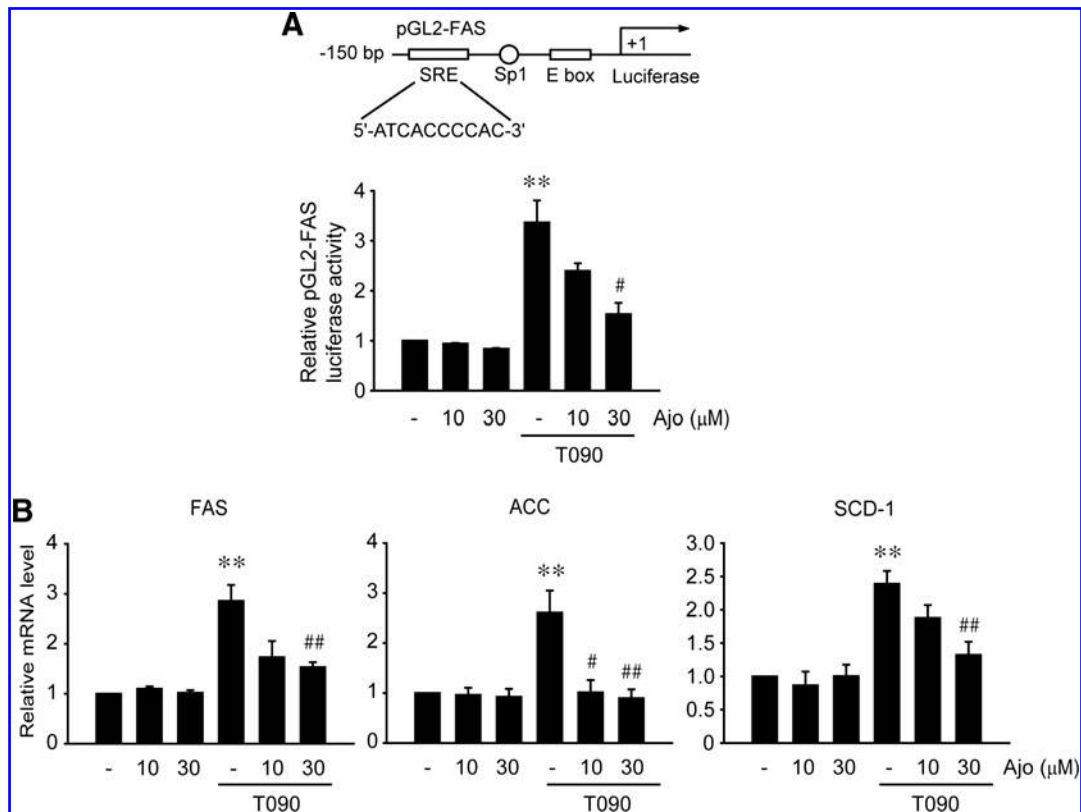 A
pGL2-FAS
-150 bp
+1
SRE Sp1 E box Luciferase
5'-ATCACCCCAC-3'
Relative pGL2-FAS
luciferase activity
4
3
2
1
0
**
#
- 10 30 - 10 30 Ajo (μM)
T090
B
FAS
Relative mRNA level
4
3
2
1
0
**
##
- 10 30 - 10 30
T090
ACC
4
3
2
1
0
**
#
##
- 10 30 - 10 30
T090
SCD-1
3.0
2.5
2.0
1.5
1.0
0.5
0
**
##
- 10 30 - 10 30 Ajo (μM)
T090